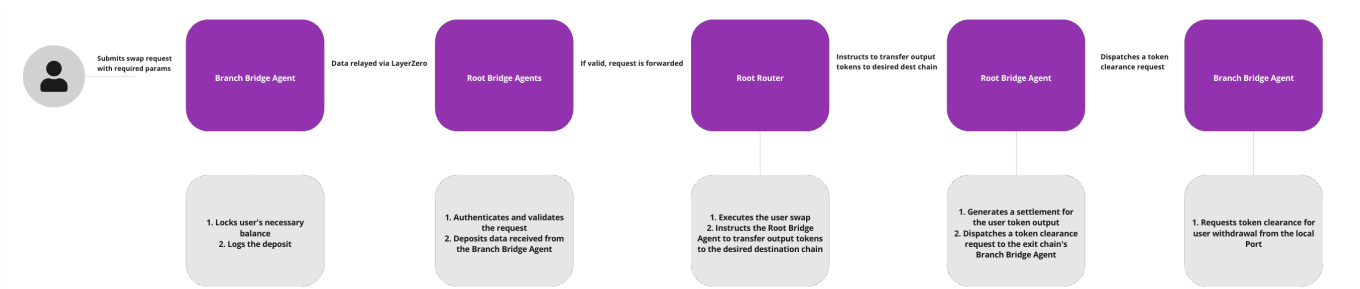 Submits swap request
with required params
Branch Bridge Agent
Data relayed via LayerZero
Root Bridge Agents
If valid, request is forwarded
Root Router
Instructs to transfer output
tokens to desired dest chain
Root Bridge Agent
Dispatches a token
clearance request
Branch Bridge Agent
1. Locks user's necessary
balance
2. Logs the deposit
1. Authenticates and validates
the request
2. Deposits data received from
the Branch Bridge Agent
1. Executes the user swap
2. Instructs the Root Bridge
Agent to transfer output tokens
to the desired destination chain
1. Generates a settlement for
the user token output
2. Dispatches a token clearance
request to the exit chain's
Branch Bridge Agent
1. Requests token clearance for
user withdrawal from the local
Port